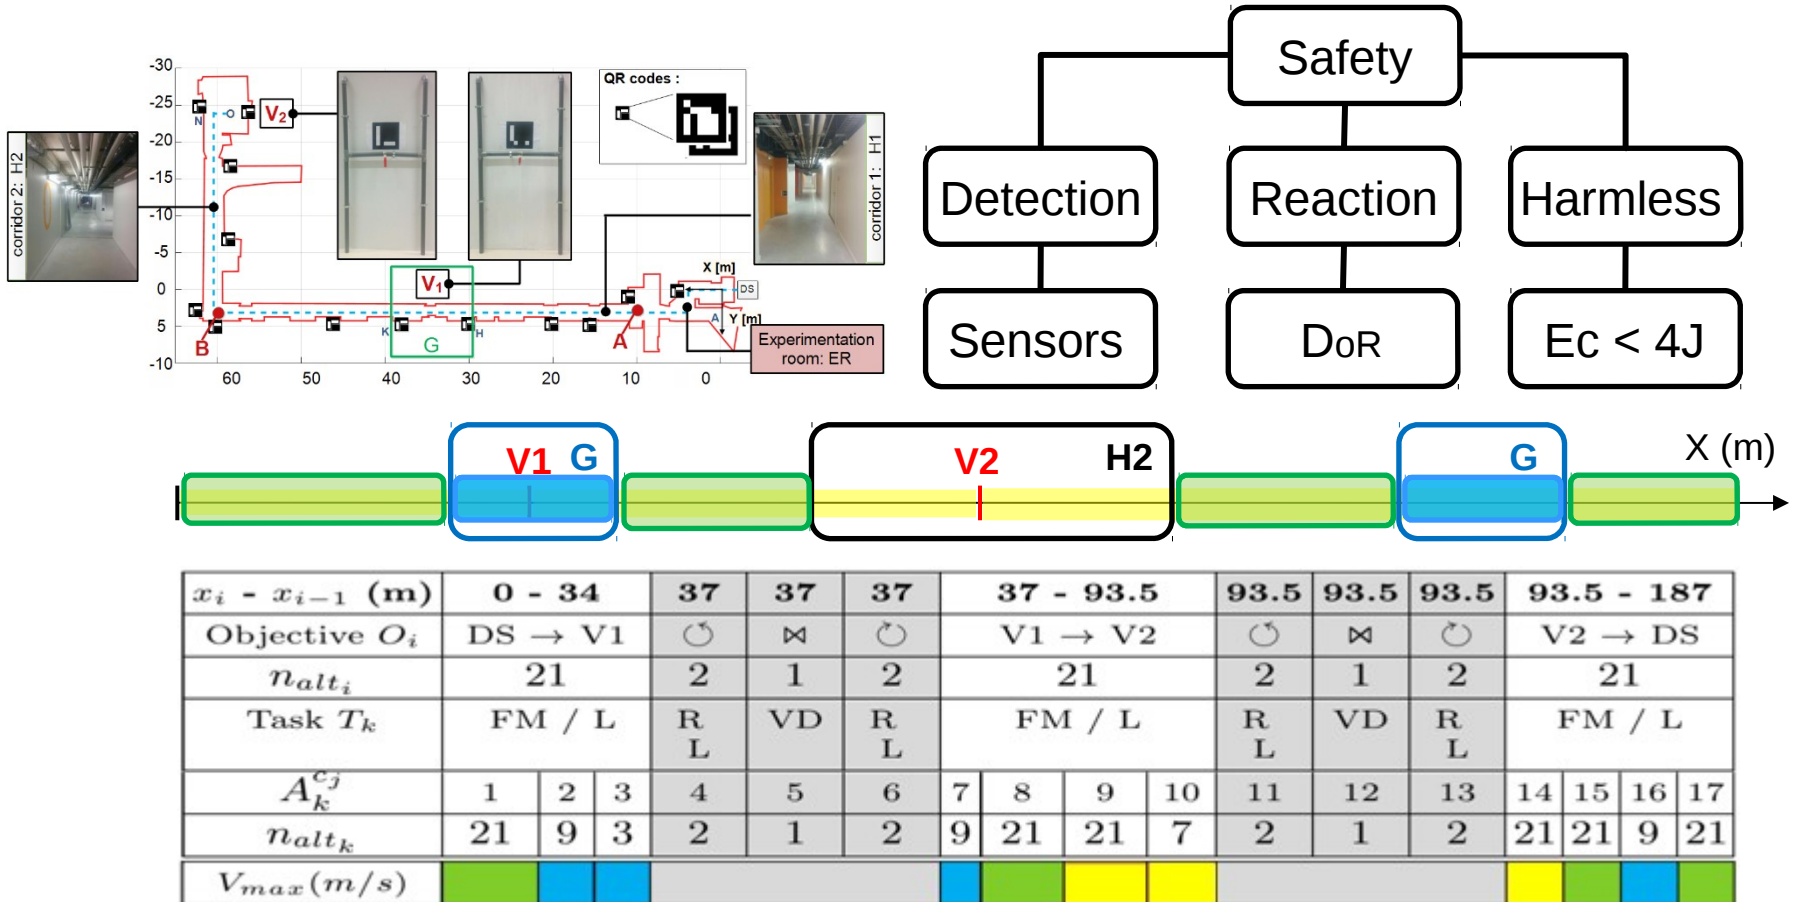 -30
-25
-20
-15
-10
-5
0
5
-10
60
50
40
30
20
10
0
corridor 2: H2
N
O
V2
QR codes :
corridor 1: H1
V1
X [m]
DS
A
Y [m]
K
G
H
B
A
Experimentation
room: ER
Safety
Detection
Reaction
Harmless
Sensors
DoR
Ec < 4J
V1 G
V2
H2
G
X (m)
xi - xi−1 (m) 0 - 34 37 37 37 37 - 93.5 93.5 93.5 93.5 93.5 - 187
Objective Oi DS → V1 ↺ ⋈ ↻ V1 → V2 ↺ ⋈ ↻ V2 → DS
nalti 21 2 1 2 21 2 1 2 21
Task Tk FM / L R VD R FM / L R VD R FM / L
L L L L
Akcj 1 2 3 4 5 6 7 8 9 10 11 12 13 14 15 16 17
naltk 21 9 3 2 1 2 9 21 21 7 2 1 2 21 21 9 21
Vmax(m/s)